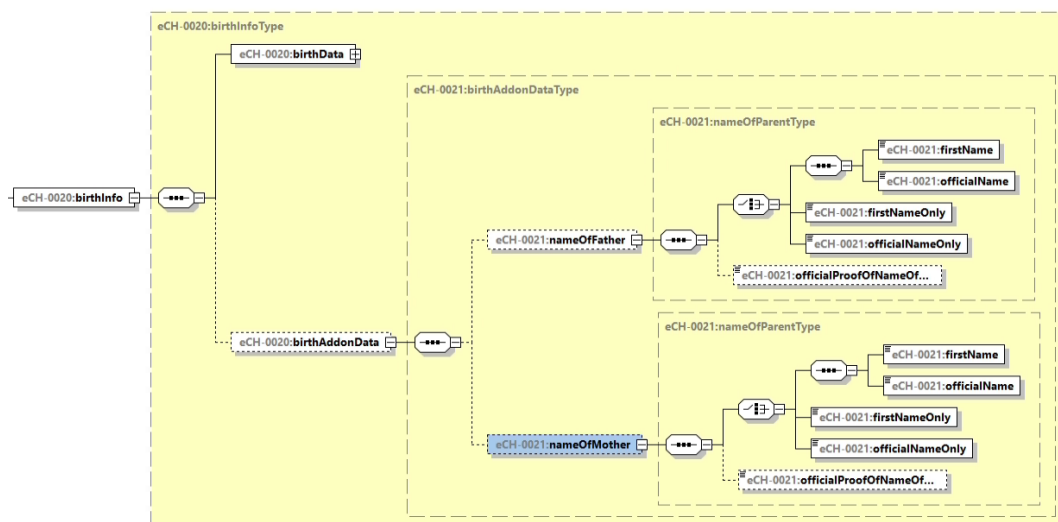 eCH-0020:birthInfoType
eCH-0020:birthData
eCH-0021:birthAddonDataType
eCH-0021:nameOfParentType
eCH-0021:firstName
eCH-0021:officialName
eCH-0020:birthInfo
eCH-0021:firstNameOnly
eCH-0021:nameOfFather
eCH-0021:officialNameOnly
eCH-0021:officialProofOfNameOf...
eCH-0021:nameOfParentType
eCH-0020:birthAddonData
eCH-0021:firstName
eCH-0021:officialName
eCH-0021:firstNameOnly
eCH-0021:nameOfMother
eCH-0021:officialNameOnly
eCH-0021:officialProofOfNameOf...